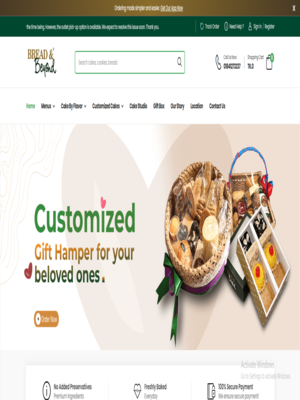 Ordering made simpler and easier, Get Our App Now
X
the time being. However, the outlet pick-up option is available. We expect to resolve this issue soon. Thank you.
Track Order Need Help? Sign In / Register
BREAD &
Beyond
Search cakes, cookies, breads
Call Us Now
Shopping Cart
0
Home Menus Cake By Flavor Customized Cakes Cake Studio Gift Box Our Story Location Contact Us
Customized
Gift Hamper for your
beloved ones.
Order Now
Activate Windows
Go to Settings to activate Windows.
No Added Preservatives
Premium Ingredients
Freshly Baked
Everyday
100% Secure Payment
We ensure secure payment